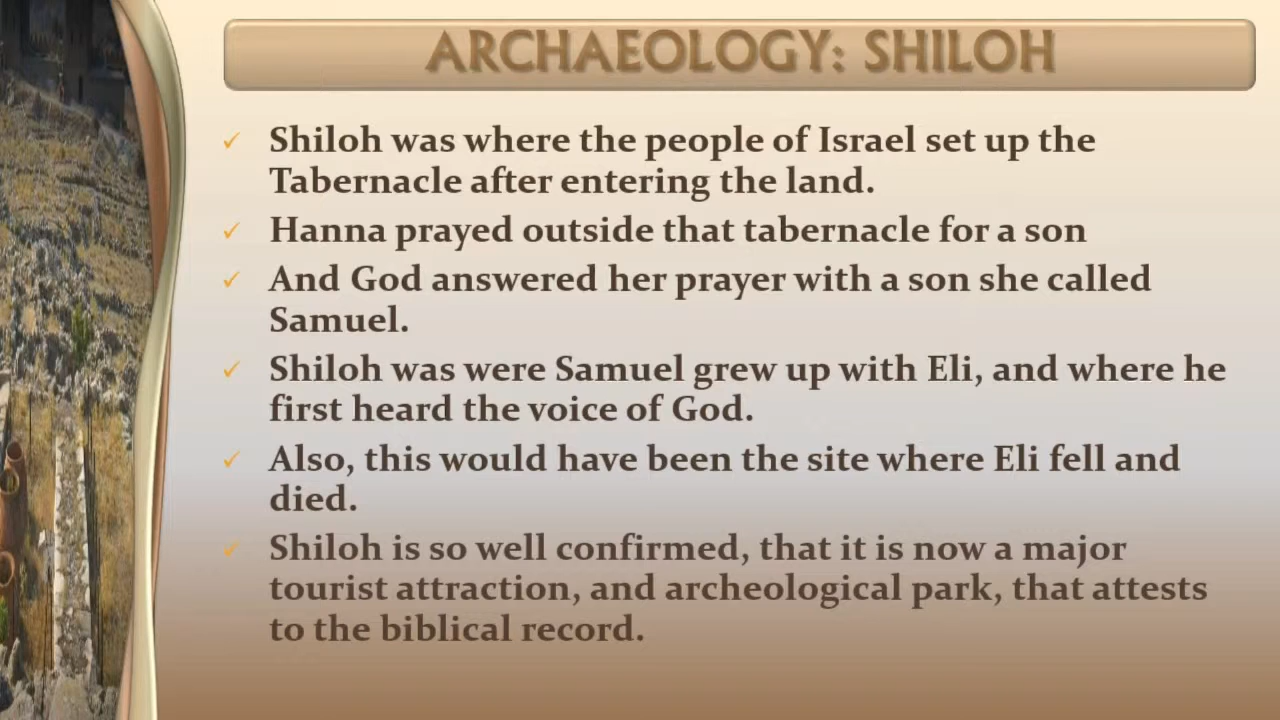 ARCHAEOLOGY: SHILOH
✓ Shiloh was where the people of Israel set up the
Tabernacle after entering the land.
✓ Hanna prayed outside that tabernacle for a son
✓ And God answered her prayer with a son she called
Samuel.
✓ Shiloh was were Samuel grew up with Eli, and where he
first heard the voice of God.
✓ Also, this would have been the site where Eli fell and
died.
✓ Shiloh is so well confirmed, that it is now a major
tourist attraction, and archeological park, that attests
to the biblical record.